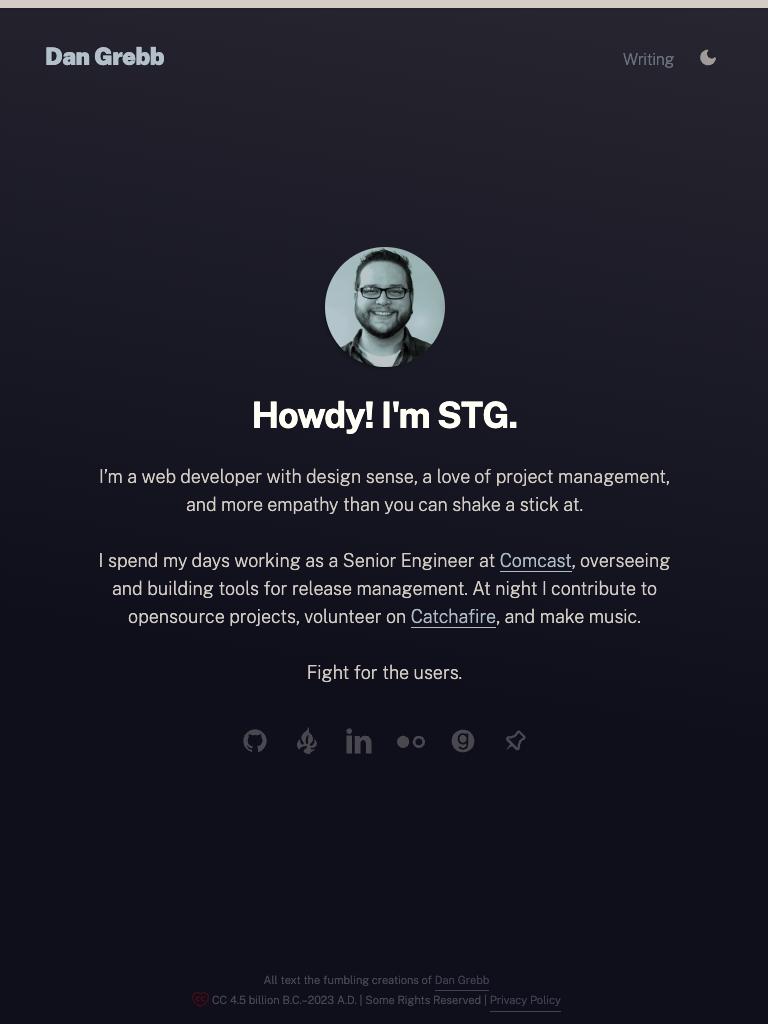 Dan Grebb
Writing
Howdy! I'm STG.
I’m a web developer with design sense, a love of project management,
and more empathy than you can shake a stick at.
I spend my days working as a Senior Engineer at Comcast, overseeing
and building tools for release management. At night I contribute to
opensource projects, volunteer on Catchafire, and make music.
Fight for the users.
in
All text the fumbling creations of Dan Grebb
CC 4.5 billion B.C.–2023 A.D. | Some Rights Reserved | Privacy Policy